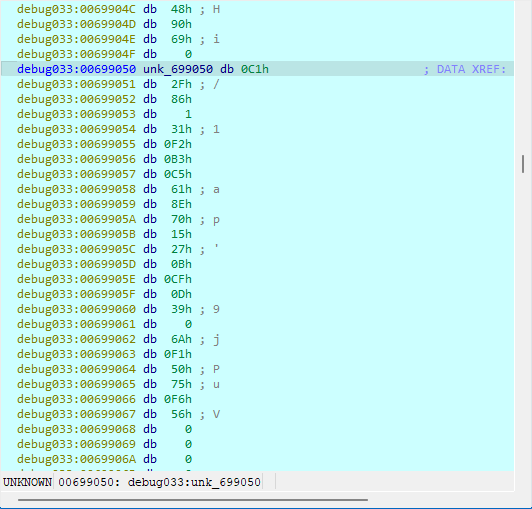 debug033:0069904C db 48h ; H
debug033:0069904D db 90h
debug033:0069904E db 69h ; i
debug033:0069904F db 0
debug033:00699050 unk_699050 db 0C1h ; DATA XREF:
debug033:00699051 db 2Fh ; /
debug033:00699052 db 86h
debug033:00699053 db 1
debug033:00699054 db 31h ; 1
debug033:00699055 db 0F2h
debug033:00699056 db 0B3h
debug033:00699057 db 0C5h
debug033:00699058 db 61h ; a
debug033:00699059 db 8Eh
debug033:0069905A db 70h ; p
debug033:0069905B db 15h
debug033:0069905C db 27h ; '
debug033:0069905D db 0Bh
debug033:0069905E db 0CFh
debug033:0069905F db 0Dh
debug033:00699060 db 39h ; 9
debug033:00699061 db 0
debug033:00699062 db 6Ah ; j
debug033:00699063 db 0F1h
debug033:00699064 db 50h ; P
debug033:00699065 db 75h ; u
debug033:00699066 db 0F6h
debug033:00699067 db 56h ; V
debug033:00699068 db 0
debug033:00699069 db 0
debug033:0069906A db 0
UNKNOWN 00699050: debug033:unk_699050